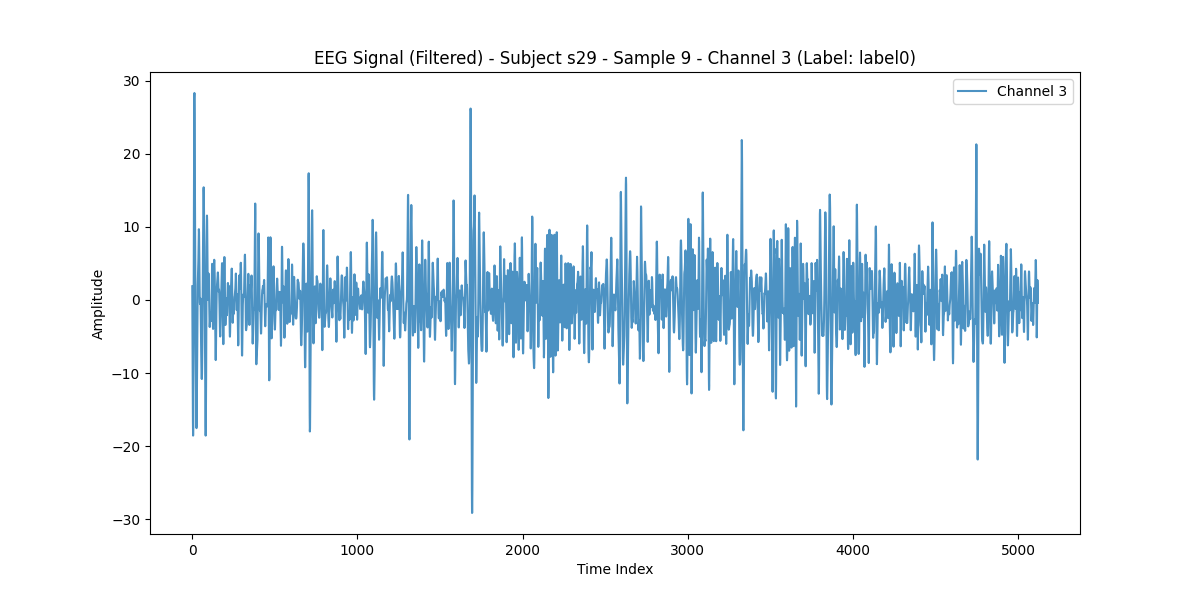 EEG Signal (Filtered) - Subject s29 - Sample 9 - Channel 3 (Label: label0)
Channel 3
30
20
10
0
−10
−20
−30
Amplitude
0 1000 2000 3000 4000 5000
Time Index